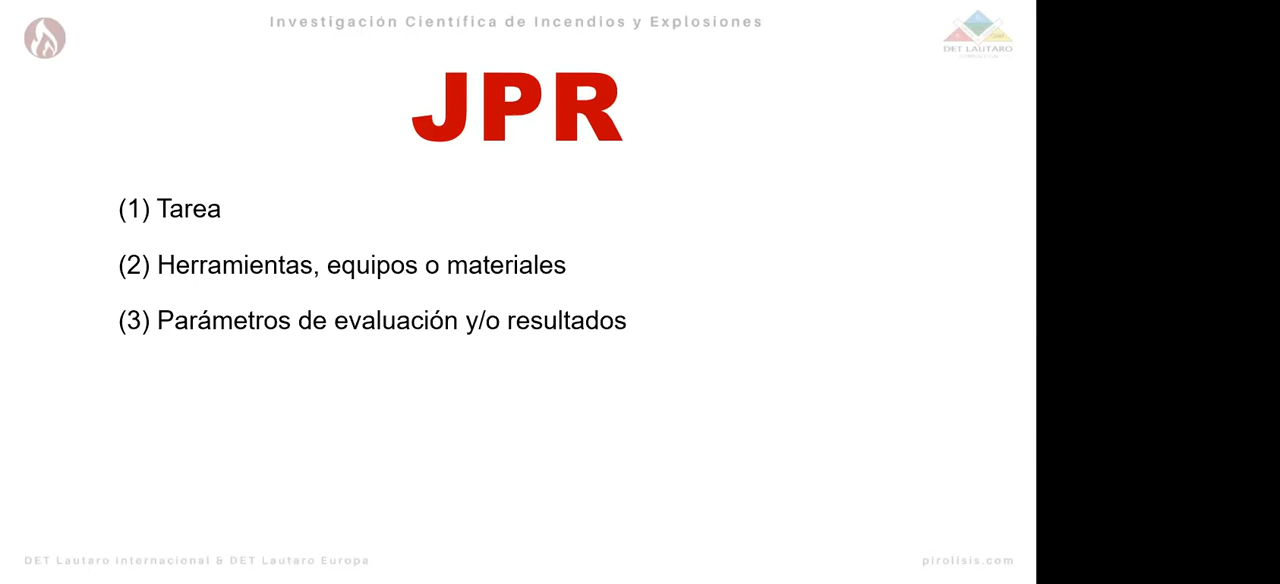 Investigación Científica de Incendios y Explosiones
DET LAUTARO
JPR
(1) Tarea
(2) Herramientas, equipos o materiales
(3) Parámetros de evaluación y/o resultados
DET Lautaro Internacional & DET Lautaro Europa
pirolisis.com